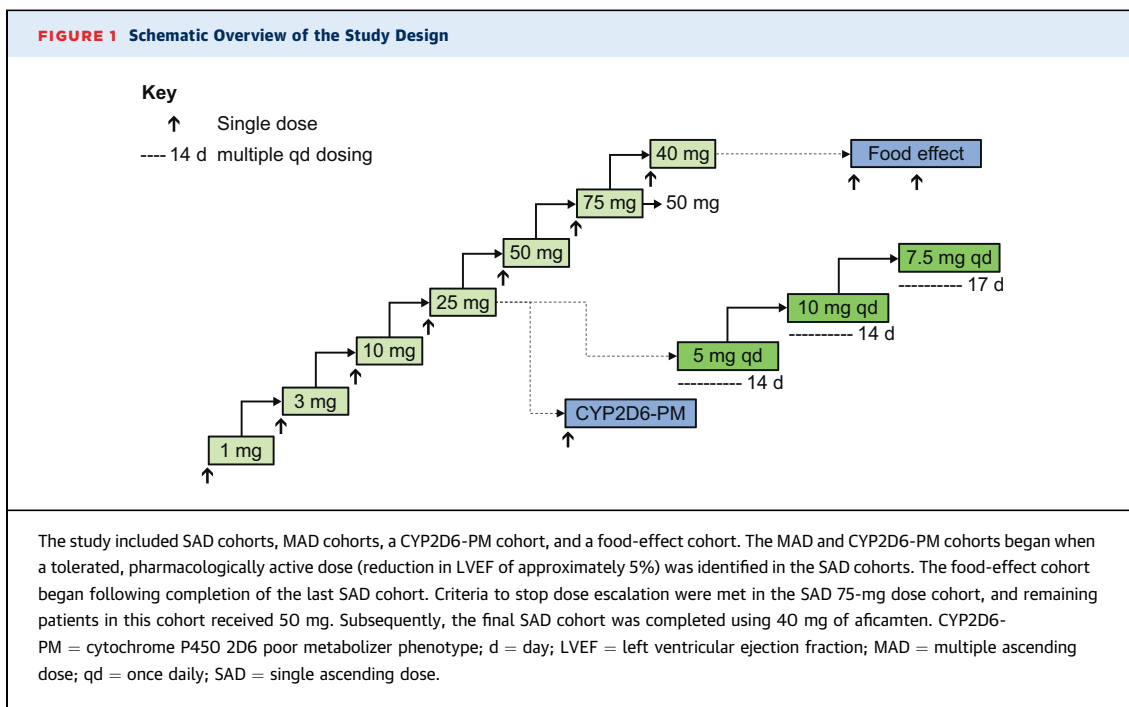 FIGURE 1 Schematic Overview of the Study Design
Key
↑ Single dose
---- 14 d multiple qd dosing
40 mg
Food effect
75 mg
50 mg
50 mg
7.5 mg qd
---------- 17 d
25 mg
10 mg qd
---------- 14 d
10 mg
5 mg qd
---------- 14 d
3 mg
CYP2D6-PM
1 mg
The study included SAD cohorts, MAD cohorts, a CYP2D6-PM cohort, and a food-effect cohort. The MAD and CYP2D6-PM cohorts began when
a tolerated, pharmacologically active dose (reduction in LVEF of approximately 5%) was identified in the SAD cohorts. The food-effect cohort
began following completion of the last SAD cohort. Criteria to stop dose escalation were met in the SAD 75-mg dose cohort, and remaining
patients in this cohort received 50 mg. Subsequently, the final SAD cohort was completed using 40 mg of aficamten. CYP2D6-
PM = cytochrome P450 2D6 poor metabolizer phenotype; d = day; LVEF = left ventricular ejection fraction; MAD = multiple ascending
dose; qd = once daily; SAD = single ascending dose.